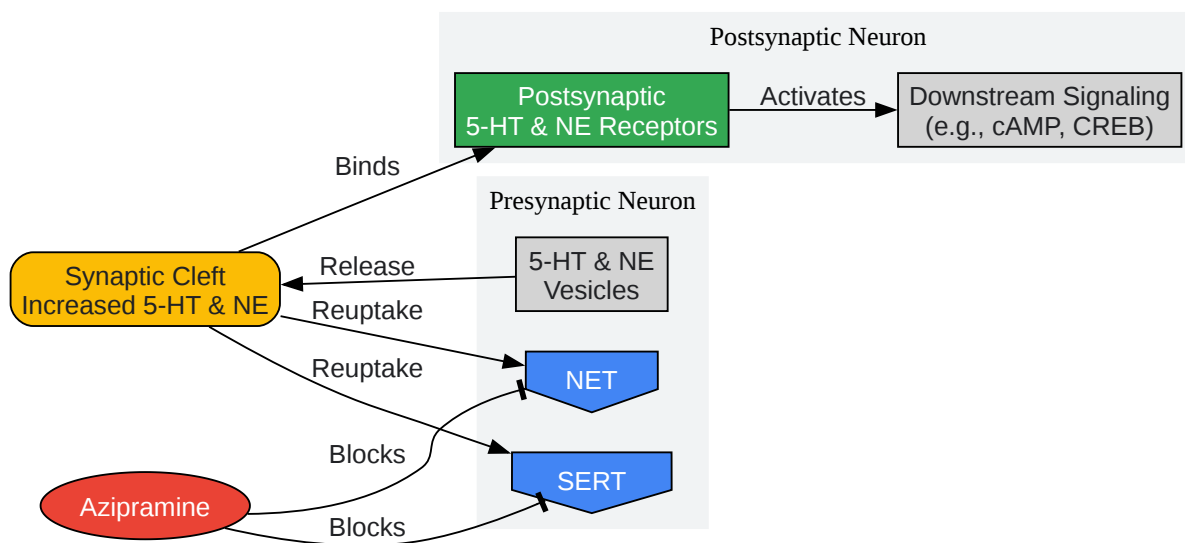 Postsynaptic Neuron
Postsynaptic
5-HT & NE Receptors
Activates
Downstream Signaling
(e.g., cAMP, CREB)
Binds
Presynaptic Neuron
5-HT & NE
Vesicles
Release
Synaptic Cleft
Increased 5-HT & NE
Reuptake
NET
Reuptake
SERT
Blocks
Azipramine
Blocks